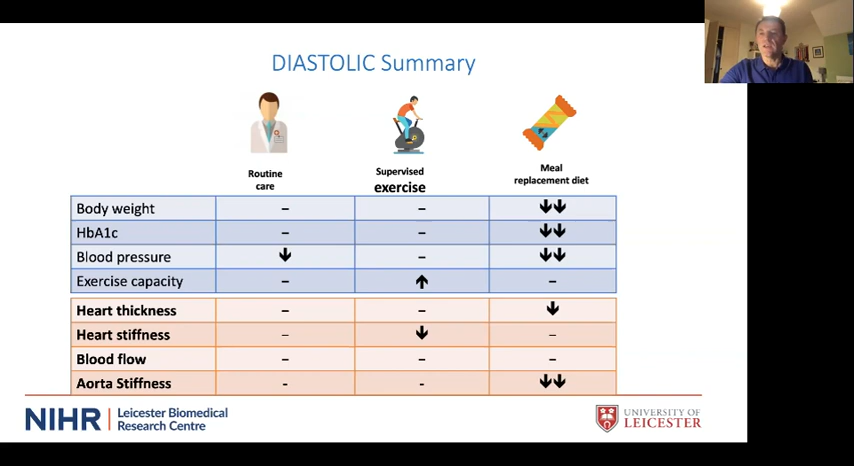 DIASTOLIC Summary
Routine
care
Supervised
exercise
Meal
replacement diet
Body weight – – ↓↓
HbA1c – – ↓↓
Blood pressure ↓ – ↓↓
Exercise capacity – ↑ –
Heart thickness – – ↓
Heart stiffness – ↓ –
Blood flow – – –
Aorta Stiffness - - ↓↓
NIHR | Leicester Biomedical
Research Centre
UNIVERSITY OF
LEICESTER